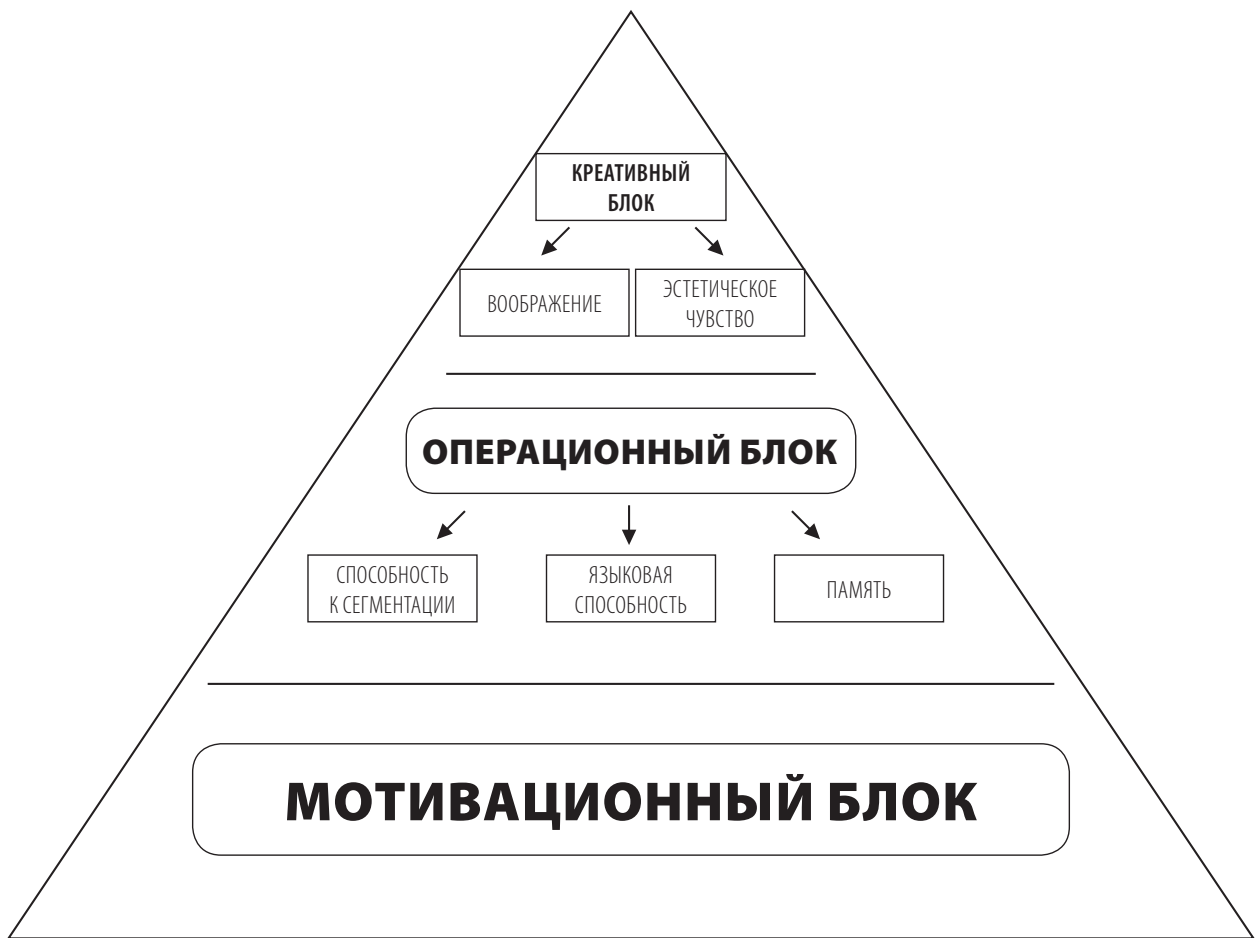 КРЕАТИВНЫЙ
БЛОК
ВООБРАЖЕНИЕ
ЭСТЕТИЧЕСКОЕ
ЧУВСТВО
ОПЕРАЦИОННЫЙ БЛОК
СПОСОБНОСТЬ
К СЕГМЕНТАЦИИ
ЯЗЫКОВАЯ
СПОСОБНОСТЬ
ПАМЯТЬ
МОТИВАЦИОННЫЙ БЛОК